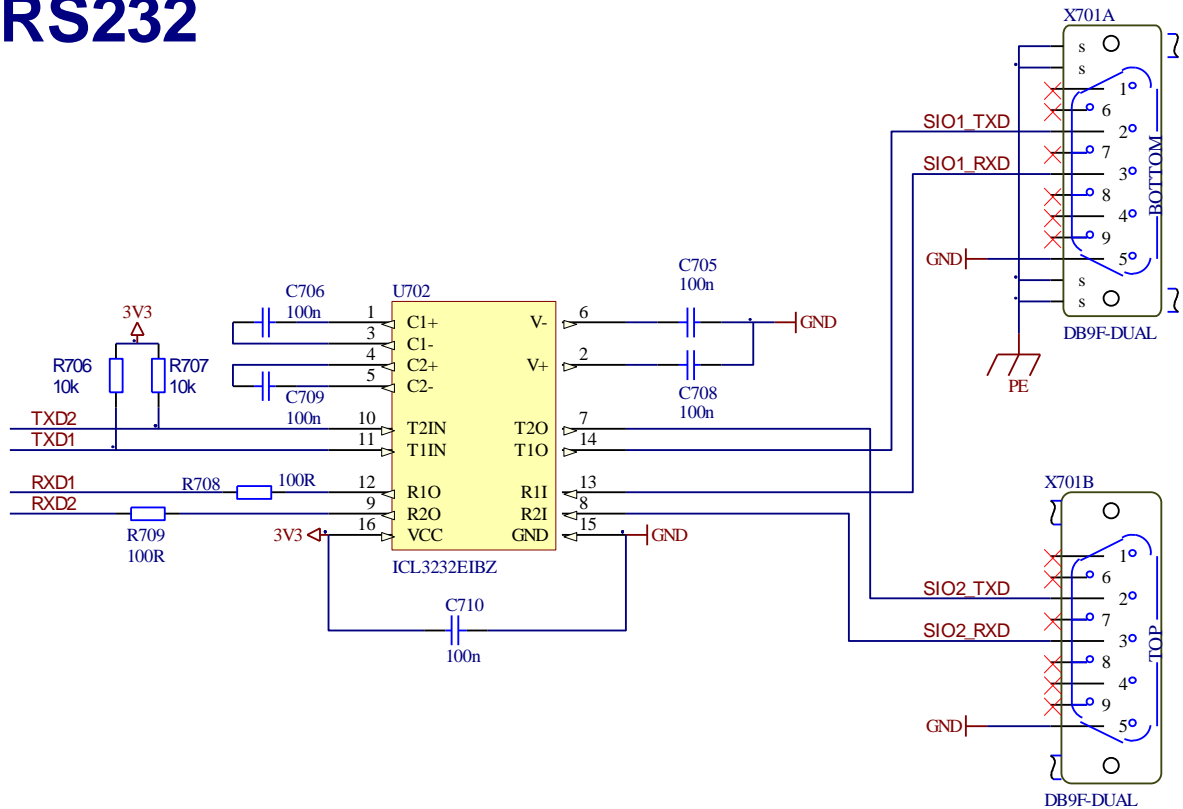 RS232
X701A
s
s
1
6
SIO1_TXD
2
7
SIO1_RXD
3
8
4
9
GND
5
s
s
BOTTOM
DB9F-DUAL
PE
C705
100n
C706
100n
U702
1
C1+
3
C1-
4
C2+
5
C2-
6
V-
GND
2
V+
C708
100n
C709
100n
3V3
R706
10k
R707
10k
TXD2
10
T2IN
T2O
7
TXD1
11
T1IN
T1O
14
RXD1
R708
100R
12
R1O
R1I
13
RXD2
R709
100R
9
R2O
R2I
8
3V3
16
VCC
GND
15
GND
ICL3232EIBZ
C710
100n
X701B
1
6
SIO2_TXD
2
7
SIO2_RXD
3
8
4
9
GND
5
TOP
DB9F-DUAL